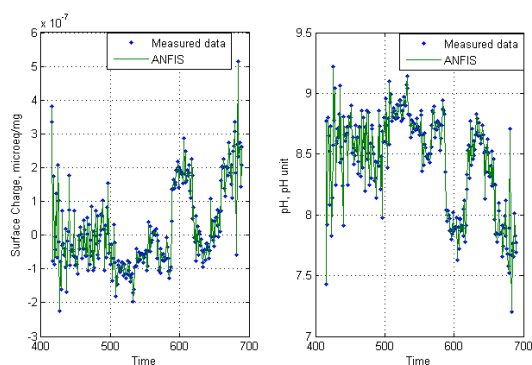 x 10^-7
6
5
4
3
2
1
0
-1
-2
-3
400
500
600
700
Time
Surface Charge, micrneq/mg
Measured data
ANFIS
9.5
9
8.5
8
7.5
7
400
500
600
700
Time
pH, pH unit
Measured data
ANFIS